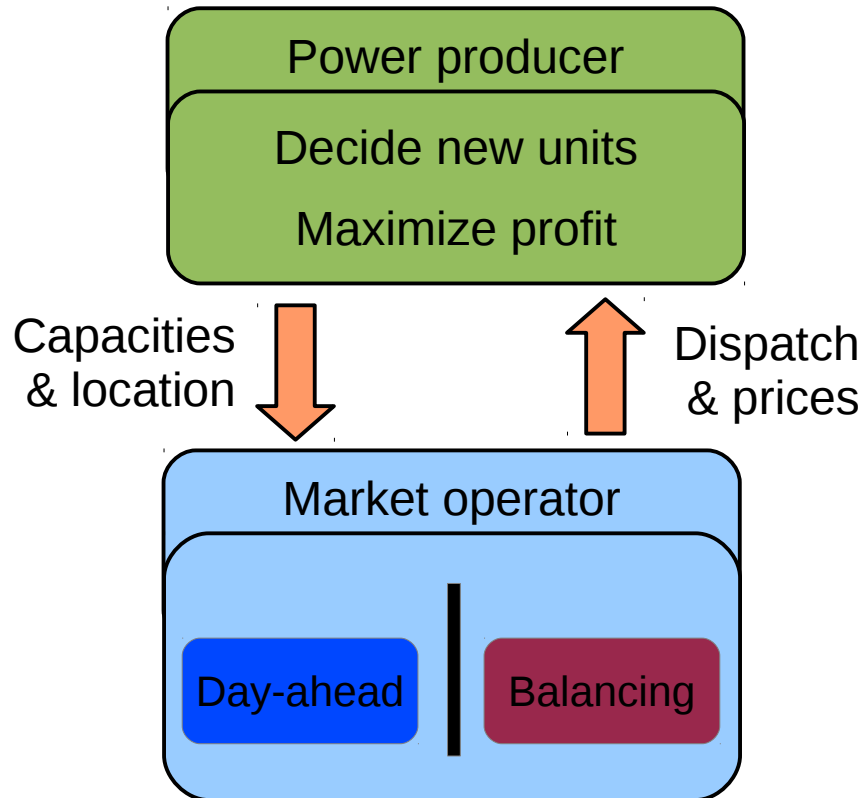 Power producer
Decide new units
Maximize profit
Capacities
& location
Dispatch
& prices
Market operator
Day-ahead
Balancing